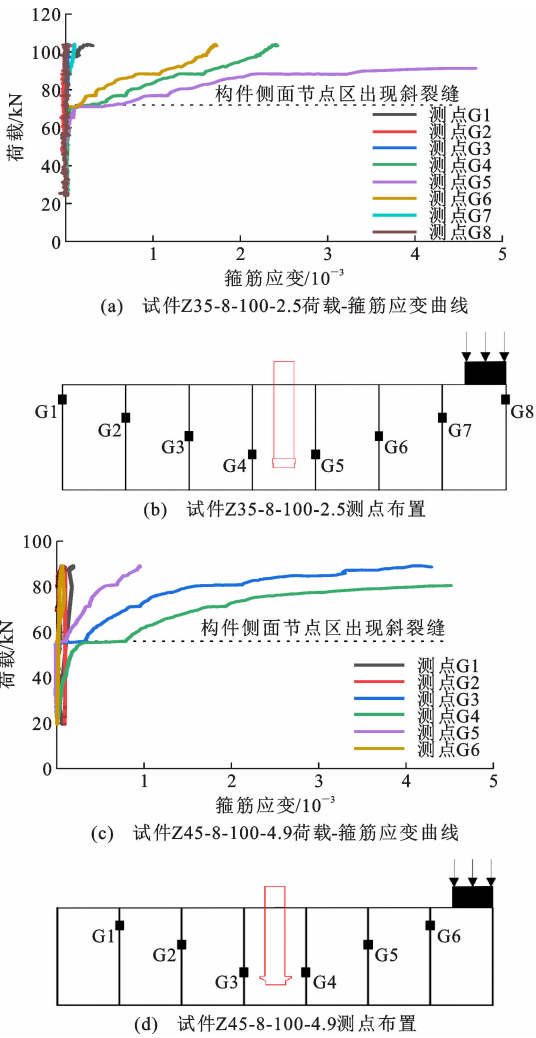 120
100
80
60
40
20
0
荷载/kN
构件侧面节点区出现斜裂缝
测点G1
测点G2
测点G3
测点G4
测点G5
测点G6
测点G7
测点G8
1 2 3 4 5
箍筋应变/10⁻³
(a) 试件Z35-8-100-2.5荷载-箍筋应变曲线
G1
G2
G3
G4
G5
G6
G7
G8
(b) 试件Z35-8-100-2.5测点布置
100
80
60
40
20
0
荷载/kN
构件侧面节点区出现斜裂缝
测点G1
测点G2
测点G3
测点G4
测点G5
测点G6
1 2 3 4 5
箍筋应变/10⁻³
(c) 试件Z45-8-100-4.9荷载-箍筋应变曲线
G1
G2
G3
G4
G5
G6
(d) 试件Z45-8-100-4.9测点布置